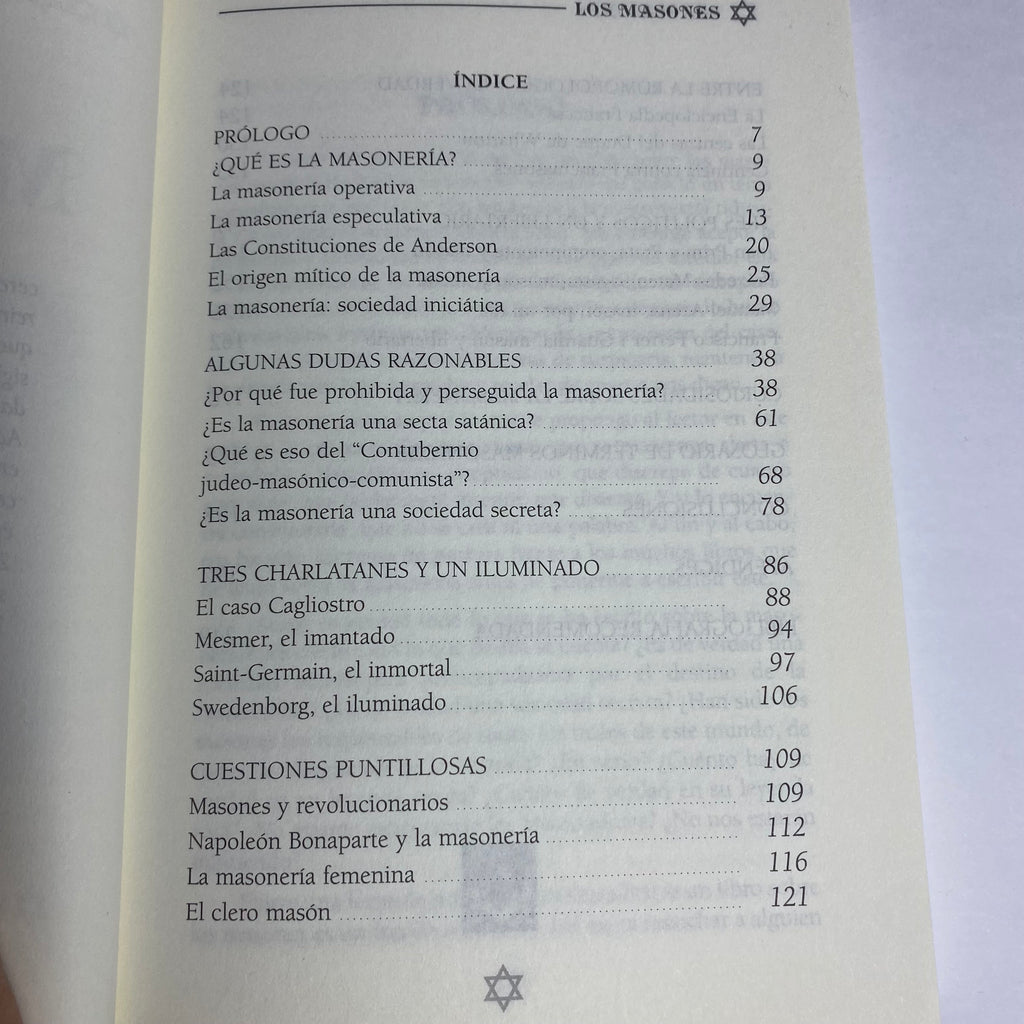 LOS MASONES
ÍNDICE
PRÓLOGO 7
¿QUÉ ES LA MASONERÍA? 9
La masonería operativa 9
La masonería especulativa 13
Las Constituciones de Anderson 20
El origen mítico de la masonería 25
La masonería: sociedad iniciática 29
ALGUNAS DUDAS RAZONABLES 38
¿Por qué fue prohibida y perseguida la masonería? 38
¿Es la masonería una secta satánica? 61
¿Qué es eso del “Contubernio
judeo-masónico-comunista”? 68
¿Es la masonería una sociedad secreta? 78
TRES CHARLATANES Y UN ILUMINADO 86
El caso Cagliostro 88
Mesmer, el imantado 94
Saint-Germain, el inmortal 97
Swedenborg, el iluminado 106
CUESTIONES PUNTILLOSAS 109
Masones y revolucionarios 109
Napoleón Bonaparte y la masonería 112
La masonería femenina 116
El clero masón 121